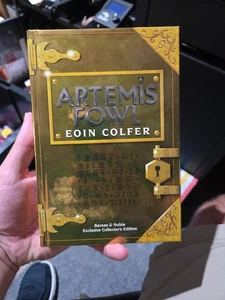 ARTEMIS
FOWL
EOIN COLFER
Barnes & Noble
Exclusive Collector's Edition